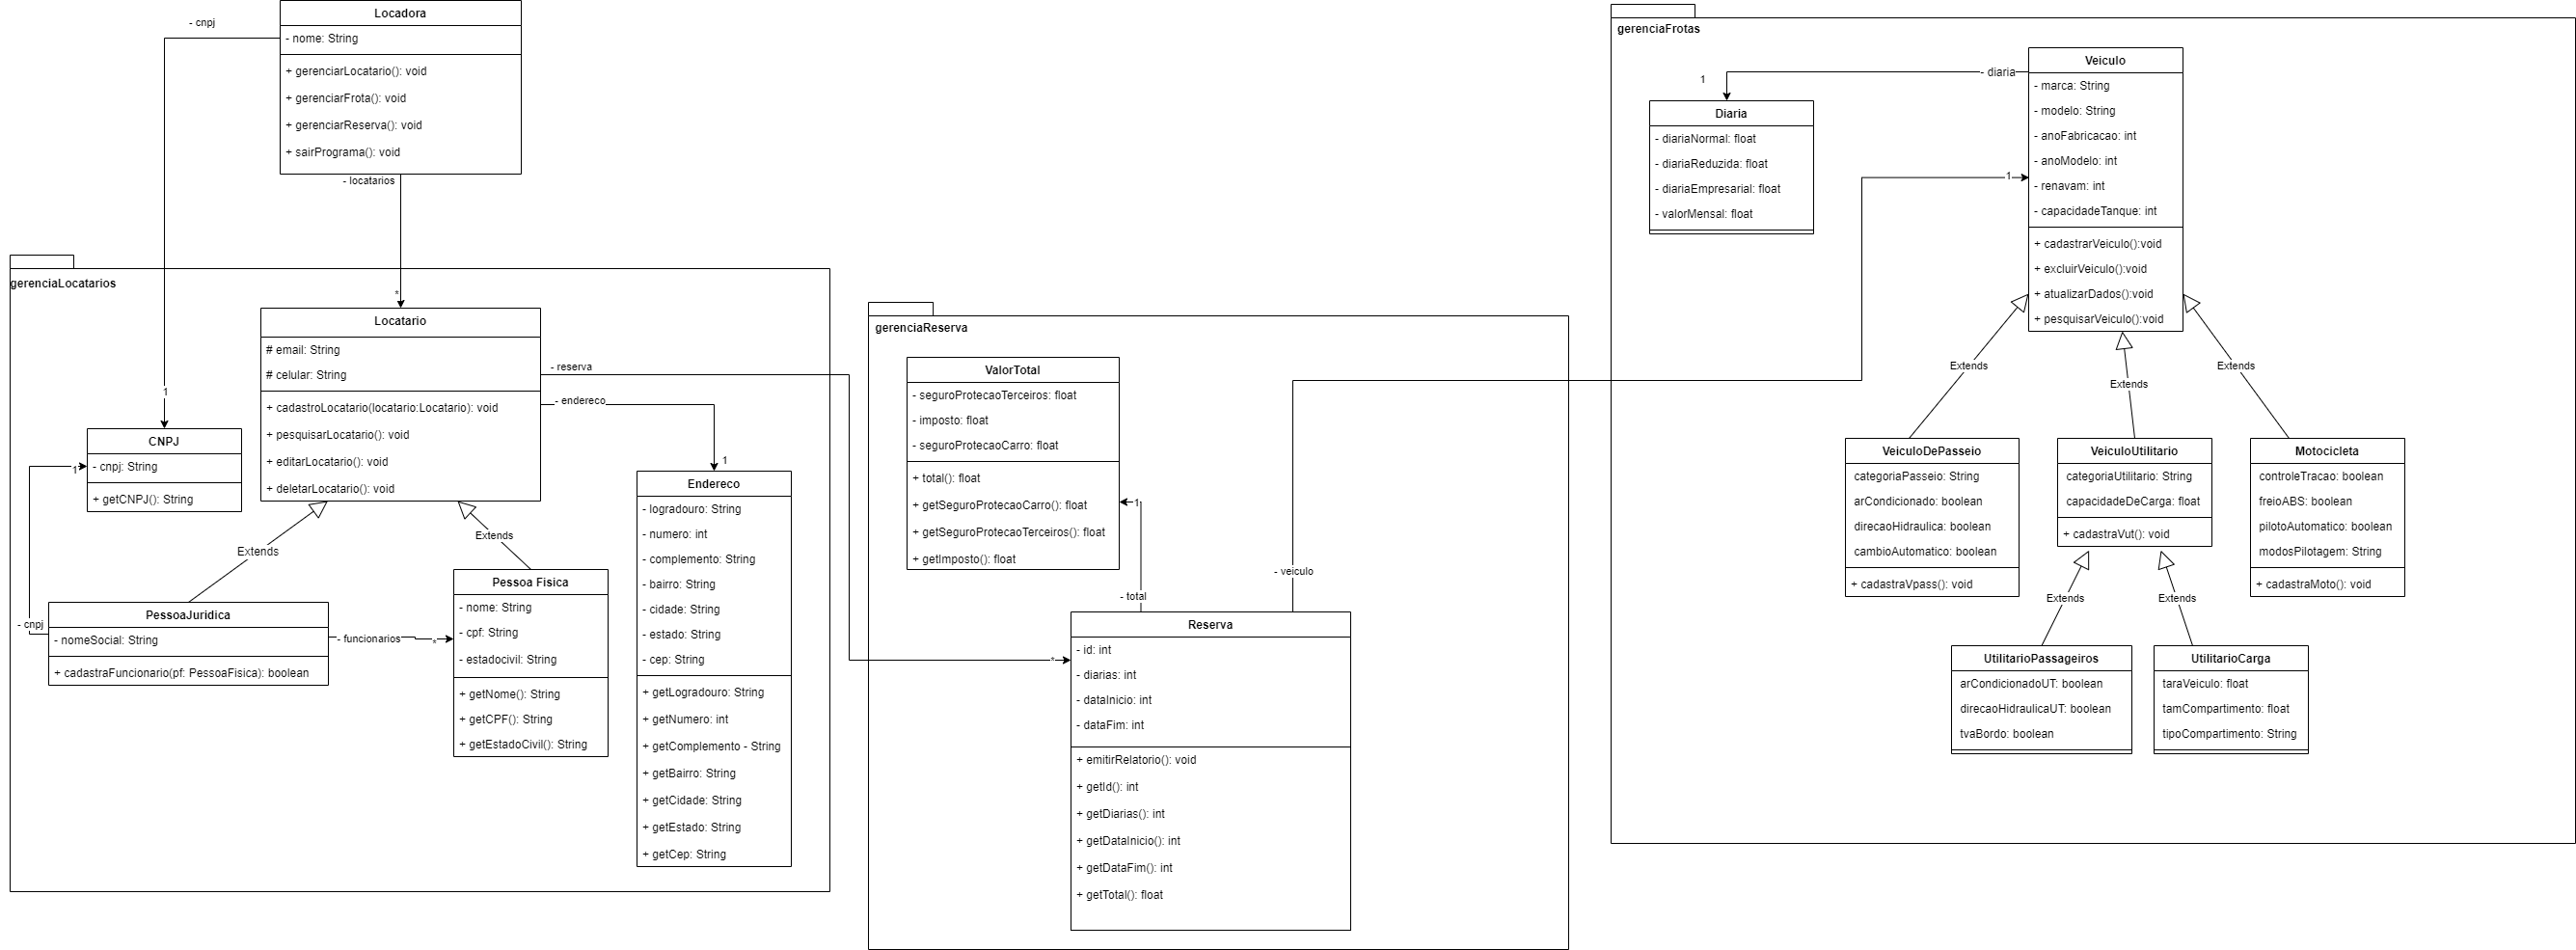 Locadora
- nome: String
+ gerenciarLocatario(): void
+ gerenciarFrota(): void
+ gerenciarReserva(): void
+ sairPrograma(): void
- cnpj
1
- locatarios
*
gerenciaLocatarios
Locatario
# email: String
# celular: String
+ cadastroLocatario(locatario:Locatario): void
+ pesquisarLocatario(): void
+ editarLocatario(): void
+ deletarLocatario(): void
- reserva
*
- endereco
1
CNPJ
- cnpj: String
+ getCNPJ(): String
1
- cnpj
Extends
Extends
PessoaJuridica
- nomeSocial: String
+ cadastraFuncionario(pf: PessoaFisica): boolean
- funcionarios
*
Pessoa Fisica
- nome: String
- cpf: String
- estadocivil: String
+ getNome(): String
+ getCPF(): String
+ getEstadoCivil(): String
Endereco
- logradouro: String
- numero: int
- complemento: String
- bairro: String
- cidade: String
- estado: String
- cep: String
+ getLogradouro: String
+ getNumero: int
+ getComplemento - String
+ getBairro: String
+ getCidade: String
+ getEstado: String
+ getCep: String
gerenciaReserva
ValorTotal
- seguroProtecaoTerceiros: float
- imposto: float
- seguroProtecaoCarro: float
+ total(): float
+ getSeguroProtecaoCarro(): float
+ getSeguroProtecaoTerceiros(): float
+ getImposto(): float
1
- total
- veiculo
1
Reserva
- id: int
- diarias: int
- dataInicio: int
- dataFim: int
+ emitirRelatorio(): void
+ getId(): int
+ getDiarias(): int
+ getDataInicio(): int
+ getDataFim(): int
+ getTotal(): float
gerenciaFrotas
Veiculo
- marca: String
- modelo: String
- anoFabricacao: int
- anoModelo: int
- renavam: int
- capacidadeTanque: int
+ cadastrarVeiculo():void
+ excluirVeiculo():void
+ atualizarDados():void
+ pesquisarVeiculo():void
- diaria
1
Diaria
- diariaNormal: float
- diariaReduzida: float
- diariaEmpresarial: float
- valorMensal: float
Extends
Extends
Extends
VeiculoDePasseio
categoriaPasseio: String
arCondicionado: boolean
direcaoHidraulica: boolean
cambioAutomatico: boolean
+ cadastraVpass(): void
VeiculoUtilitario
categoriaUtilitario: String
capacidadeDeCarga: float
+ cadastraVut(): void
Motocicleta
controleTracao: boolean
freioABS: boolean
pilotoAutomatico: boolean
modosPilotagem: String
+ cadastraMoto(): void
Extends
Extends
UtilitarioPassageiros
arCondicionadoUT: boolean
direcaoHidraulicaUT: boolean
tvaBordo: boolean
UtilitarioCarga
taraVeiculo: float
tamCompartimento: float
tipoCompartimento: String